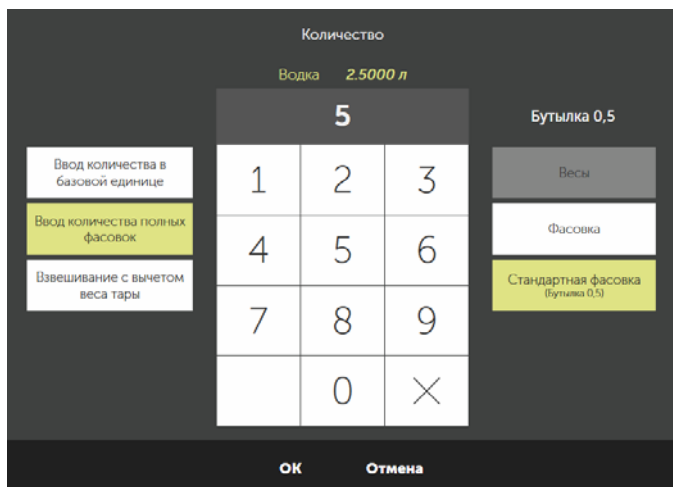 Количество
Водка 2.5000 л
5
Бутылка 0,5
Ввод количества в
базовой единице
Ввод количества полных
фасовок
Взвешивание с вычетом
веса тары
1 2 3
4 5 6
7 8 9
0 ×
Весы
Фасовка
Стандартная фасовка
(Бутылка 0,5)
ОК Отмена